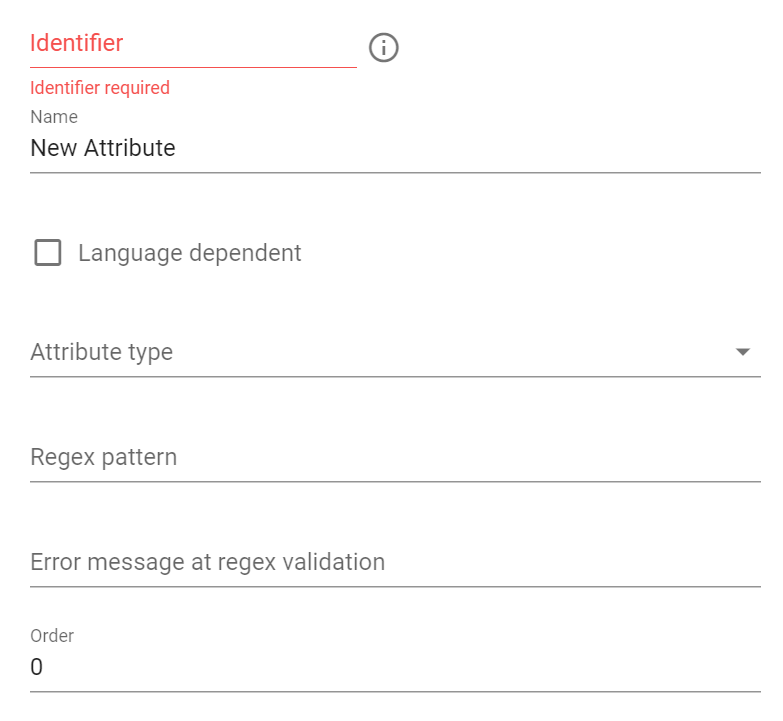 Identifier
Identifier required
Name
New Attribute
Language dependent
Attribute type
Regex pattern
Error message at regex validation
Order
0